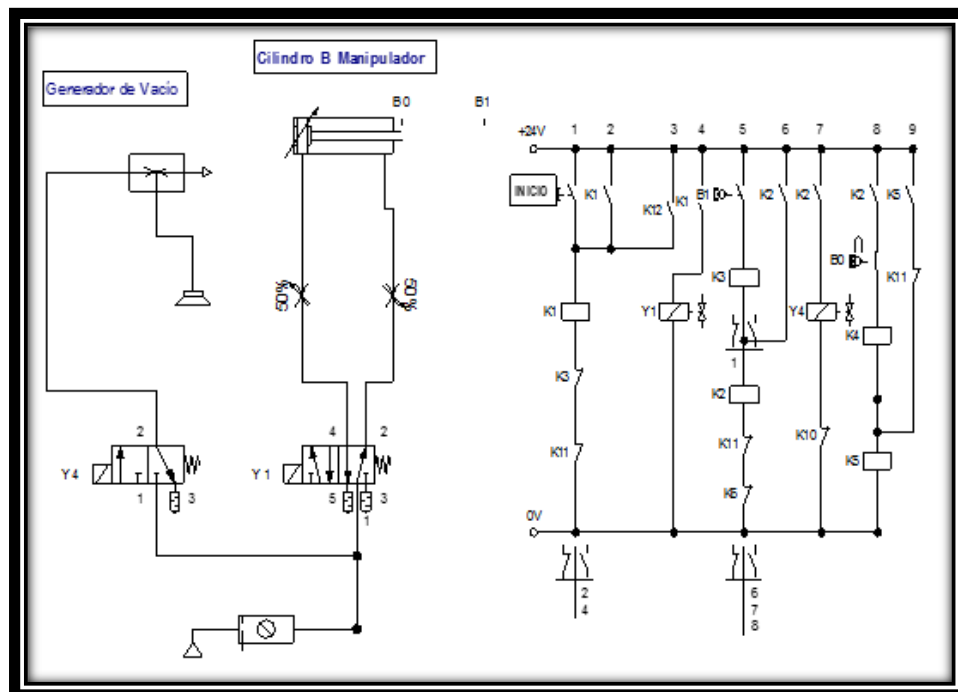 Cilindro B Manipulador
Generador de Vacío
B0 B1
+24V 1 2 3 4 5 6 7 8 9
INICIO K1 K12 K1 B1 K2 K2 K2 K5
B0
K3 K11
50% 50%
K1 Y1 Y4 K4
1
K3 K2
K11 K11 K10 K5
K5
2 4 2
Y4 Y1
1 3 5 3
1
0V
2 6
4 7
8